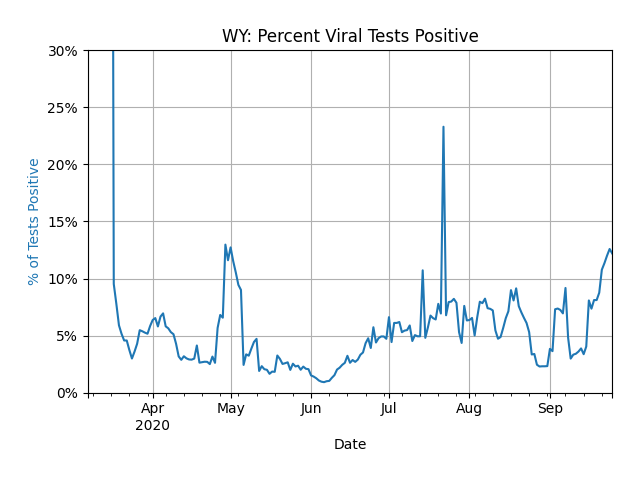 WY: Percent Viral Tests Positive
30%
25%
20%
15%
10%
5%
0%
% of Tests Positive
Apr May Jun Jul Aug Sep
2020
Date